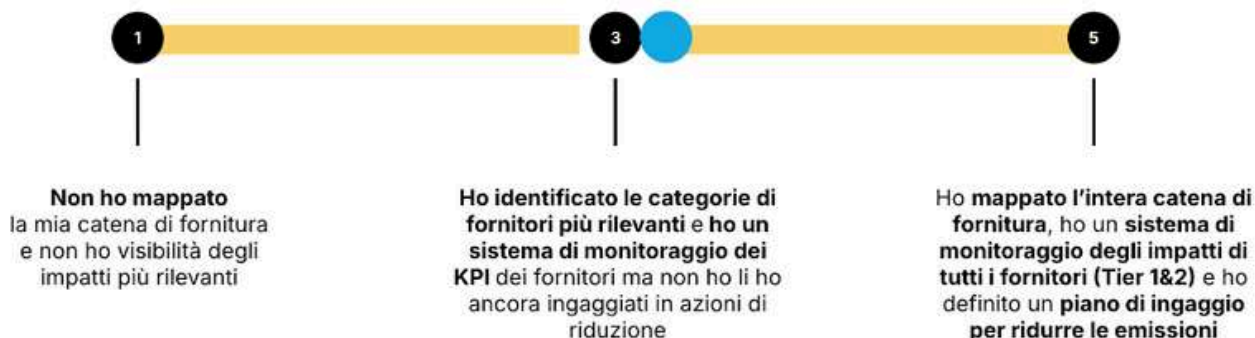 1
3
5
Non ho mappato
la mia catena di fornitura
e non ho visibilità degli
impatti più rilevanti
Ho identificato le categorie di
fornitori più rilevanti e ho un
sistema di monitoraggio dei
KPI dei fornitori ma non ho li ho
ancora ingaggiati in azioni di
riduzione
Ho mappato l'intera catena di
fornitura, ho un sistema di
monitoraggio degli impatti di
tutti i fornitori (Tier 1&2) e ho
definito un piano di ingaggio
per ridurre le emissioni